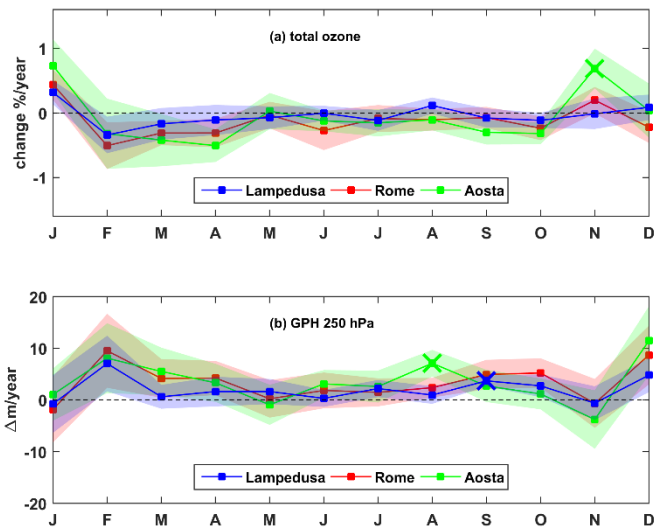 (a) total ozone
change %/year
1
0
-1
Lampedusa Rome Aosta
J F M A M J J A S O N D
(b) GPH 250 hPa
Δm/year
20
10
0
-10
-20
Lampedusa Rome Aosta
J F M A M J J A S O N D